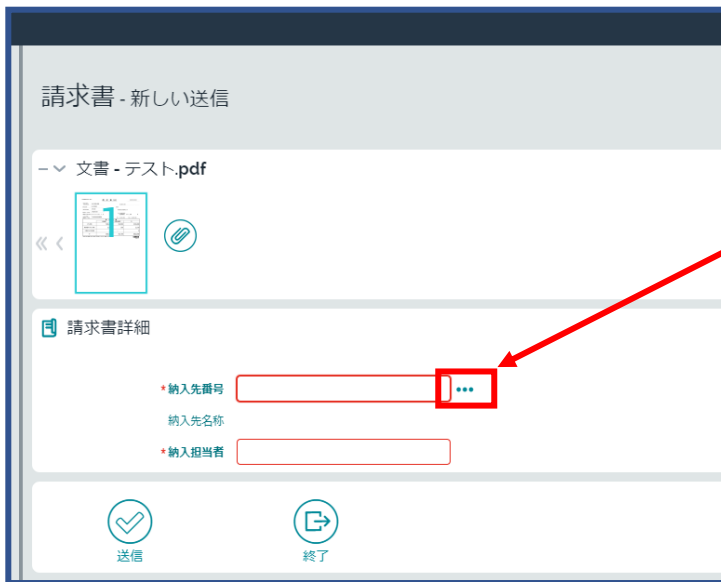 請求書 - 新しい送信
文書 - テスト.pdf
1
請求書詳細
*納入先番号
納入先名称
*納入担当者
送信
終了